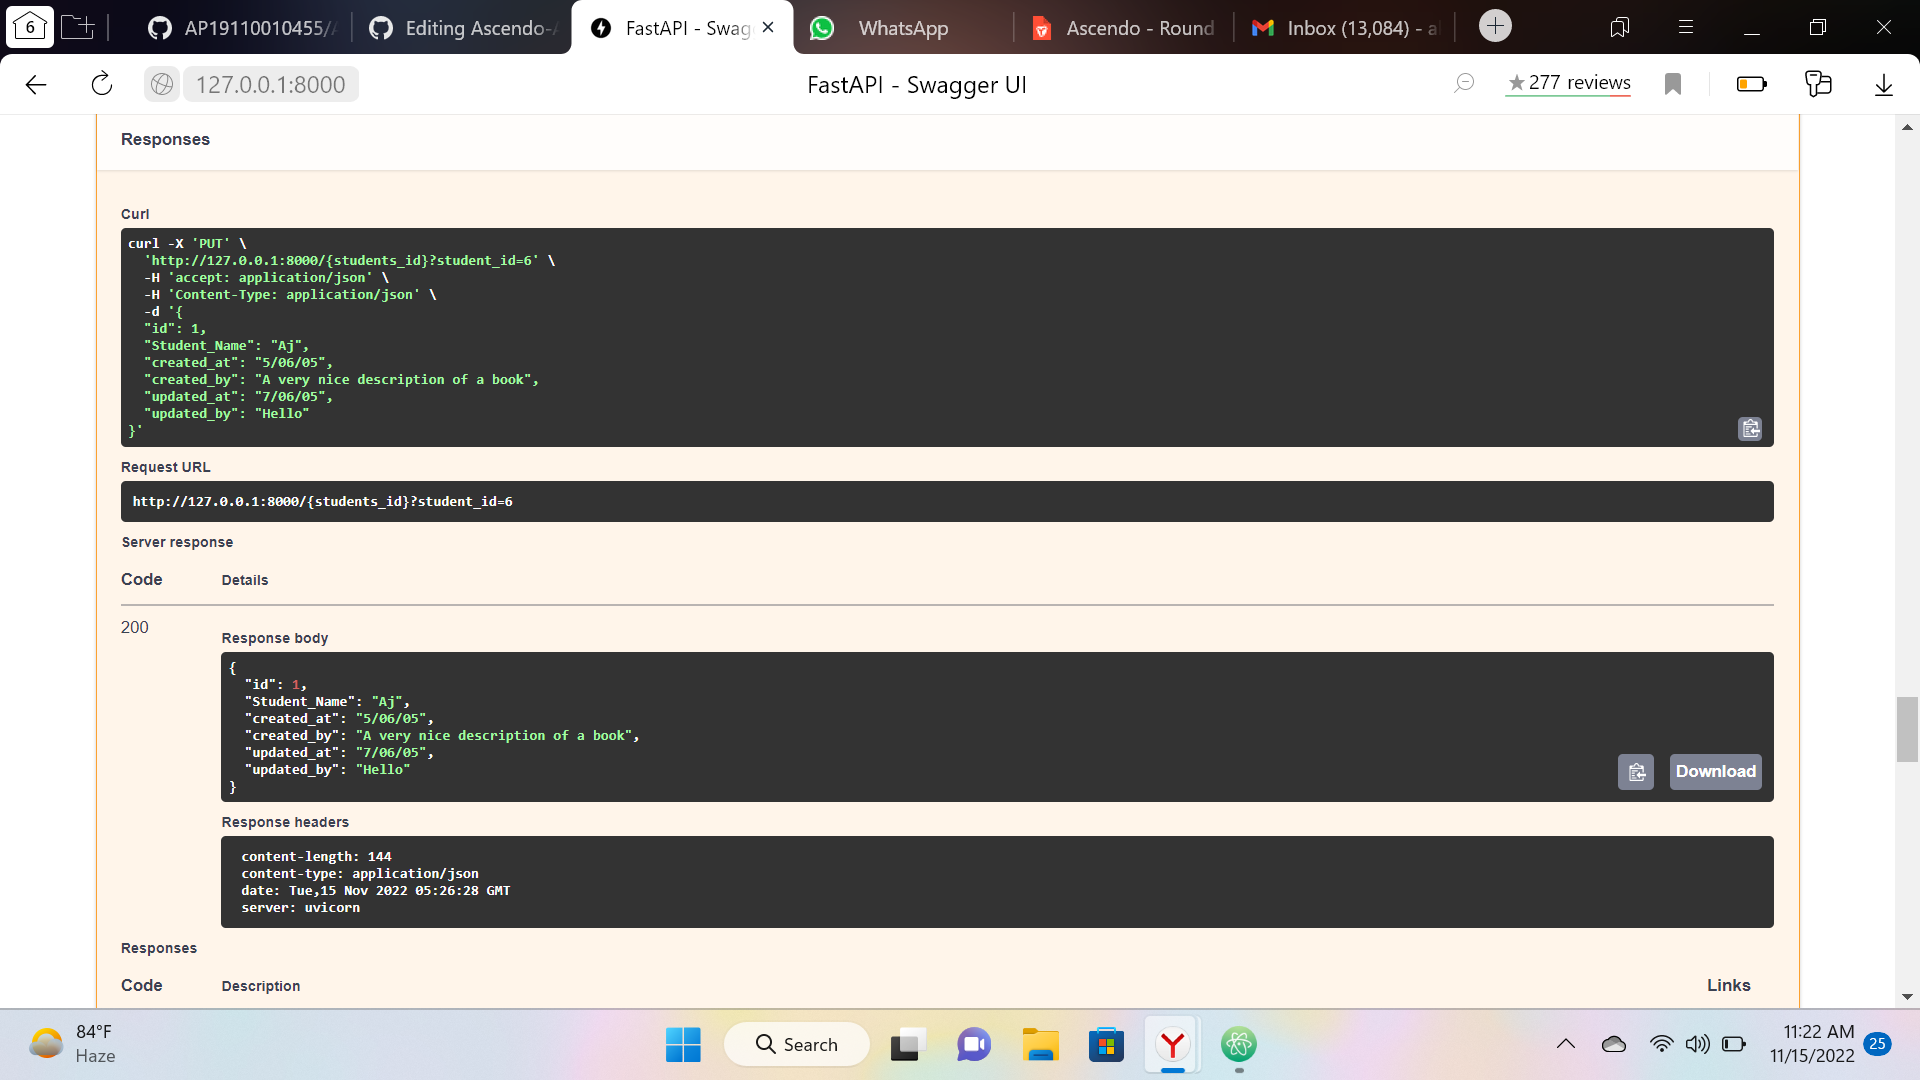 6
AP19110010455/A
Editing Ascendo-A
FastAPI - Swag
WhatsApp
Ascendo - Round
Inbox (13,084) - a
127.0.0.1:8000
FastAPI - Swagger UI
★277 reviews
Responses
Curl
curl -X 'PUT' \
'http://127.0.0.1:8000/{students_id}?student_id=6' \
-H 'accept: application/json' \
-H 'Content-Type: application/json' \
-d '{
"id": 1,
"Student_Name": "Aj",
"created_at": "5/06/05",
"created_by": "A very nice description of a book",
"updated_at": "7/06/05",
"updated_by": "Hello"
}'
Request URL
http://127.0.0.1:8000/{students_id}?student_id=6
Server response
Code Details
200
Response body
{
"id": 1,
"Student_Name": "Aj",
"created_at": "5/06/05",
"created_by": "A very nice description of a book",
"updated_at": "7/06/05",
"updated_by": "Hello"
}
Download
Response headers
content-length: 144
content-type: application/json
date: Tue,15 Nov 2022 05:26:28 GMT
server: uvicorn
Responses
Code Description Links
84°F
Haze
Search
11:22 AM
11/15/2022
25